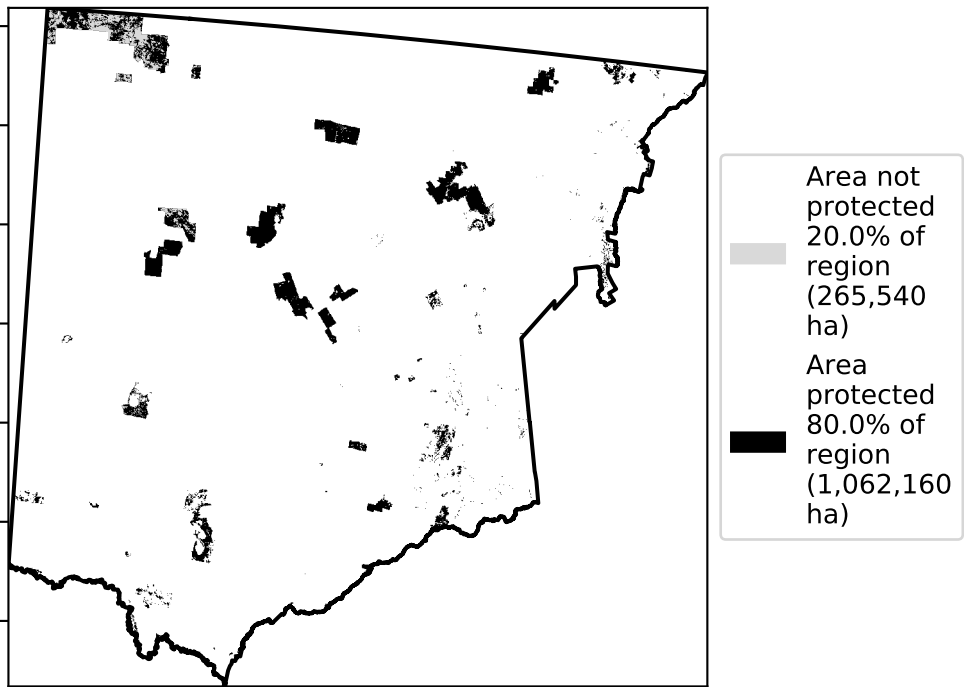 Area not
protected
20.0% of
region
(265,540
ha)
Area
protected
80.0% of
region
(1,062,160
ha)